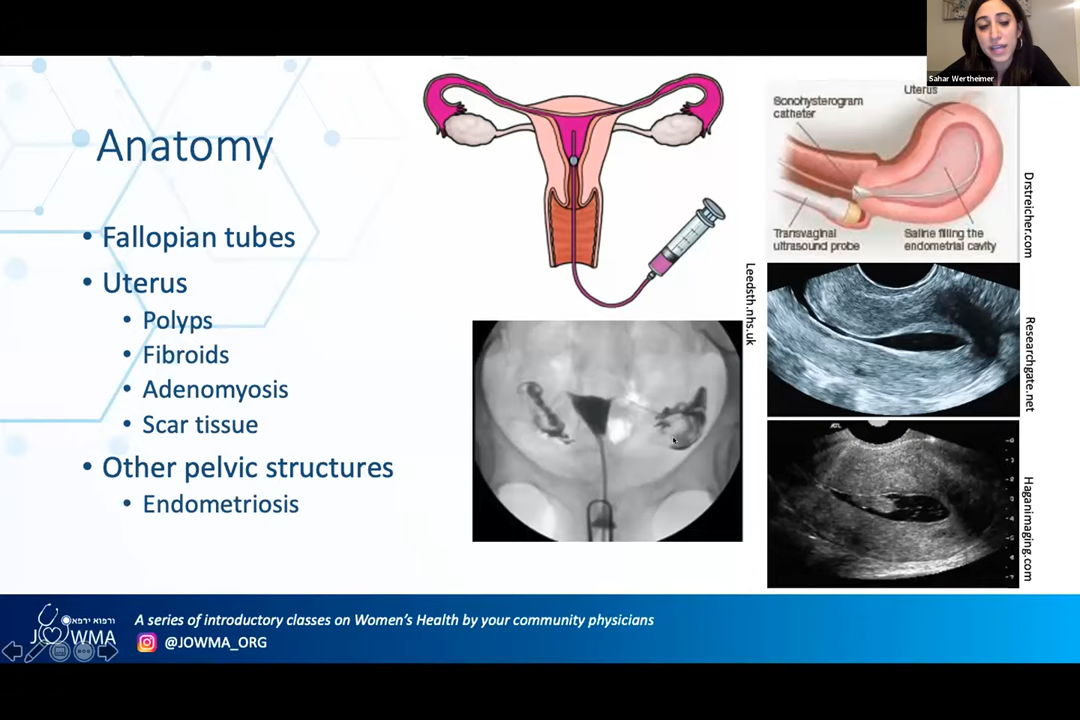 Sahar Wertheimer
Anatomy
• Fallopian tubes
• Uterus
• Polyps
• Fibroids
• Adenomyosis
• Scar tissue
• Other pelvic structures
• Endometriosis
Leedsth.nhs.uk
Uterus
Sonohysterogram
catheter
Transvaginal
ultrasound probe
Saline filling the
endometrial cavity
Drstreicher.com
Researchgate.net
Haganimaging.com
ורפוא ירפא
JOWMA
A series of introductory classes on Women's Health by your community physicians
@JOWMA_ORG